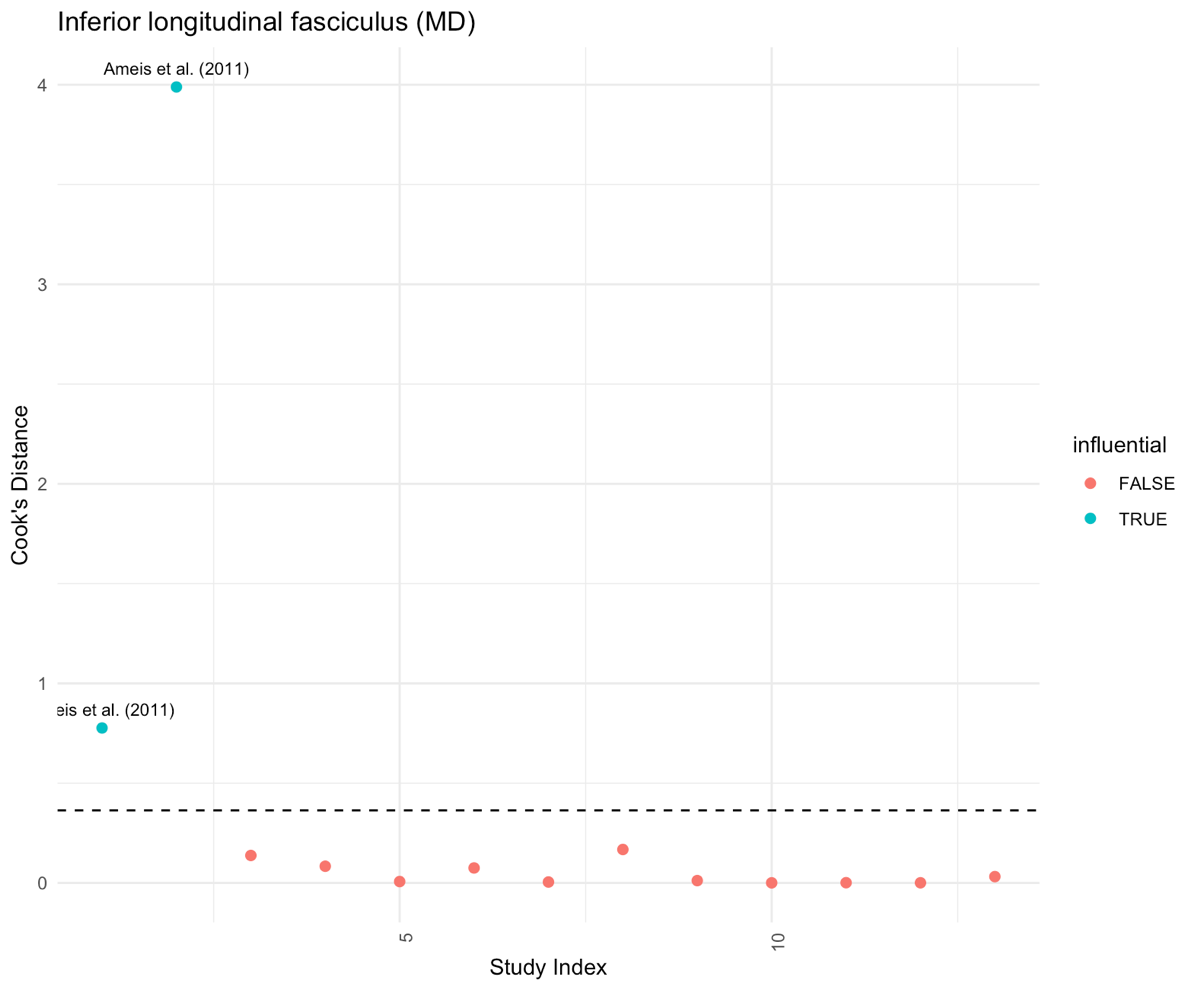 Inferior longitudinal fasciculus (MD)
Ameis et al. (2011)
4
3
2
1
eis et al. (2011)
0
Cook's Distance
5
10
Study Index
influential
FALSE
TRUE